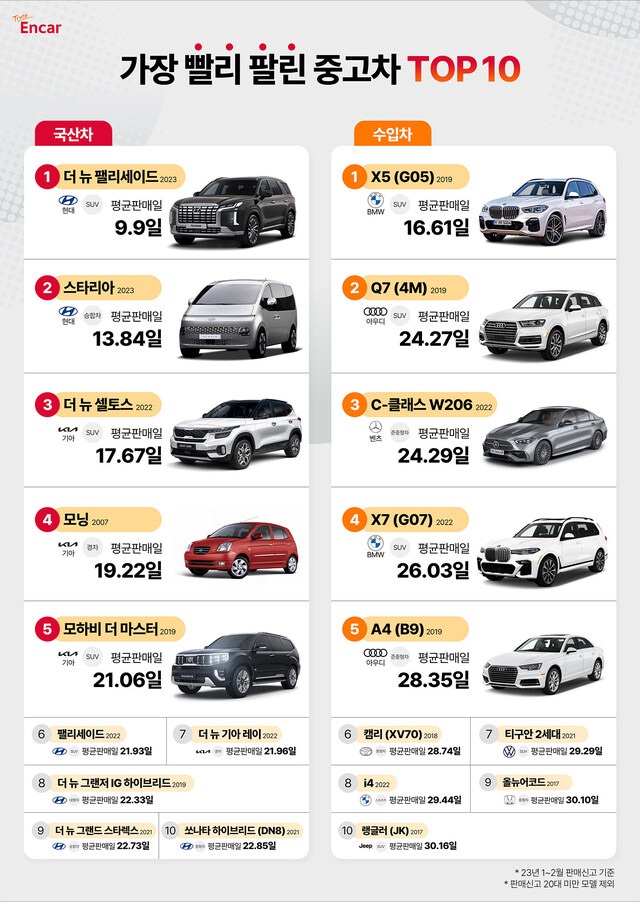 True
Encar
가장 빨리 팔린 중고차 TOP 10
국산차
1 더 뉴 팰리세이드 2023
현대 SUV 평균판매일
9.9일
2 스타리아 2023
현대 승합차 평균판매일
13.84일
3 더 뉴 셀토스 2022
기아 SUV 평균판매일
17.67일
4 모닝 2007
기아 경차 평균판매일
19.22일
5 모하비 더 마스터 2019
기아 SUV 평균판매일
21.06일
6 팰리세이드 2022
SUV 평균판매일 21.93일
7 더 뉴 기아 레이 2022
경차 평균판매일 21.96일
8 더 뉴 그랜저 IG 하이브리드 2019
대형차 평균판매일 22.33일
9 더 뉴 그랜드 스타렉스 2021
승합차 평균판매일 22.73일
10 쏘나타 하이브리드 (DN8) 2021
중형차 평균판매일 22.85일
수입차
1 X5 (G05) 2019
BMW SUV 평균판매일
16.61일
2 Q7 (4M) 2019
아우디 SUV 평균판매일
24.27일
3 C-클래스 W206 2022
벤츠 준중형차 평균판매일
24.29일
4 X7 (G07) 2022
BMW SUV 평균판매일
26.03일
5 A4 (B9) 2019
아우디 준중형차 평균판매일
28.35일
6 캠리 (XV70) 2018
중형차 평균판매일 28.74일
7 티구안 2세대 2021
SUV 평균판매일 29.29일
8 i4 2022
평균판매일 29.44일
9 올뉴어코드 2017
중형차 평균판매일 30.10일
10 랭글러 (JK) 2017
Jeep SUV 평균판매일 30.16일
* 23년 1~2월 판매신고 기준
* 판매신고 20대 미만 모델 제외